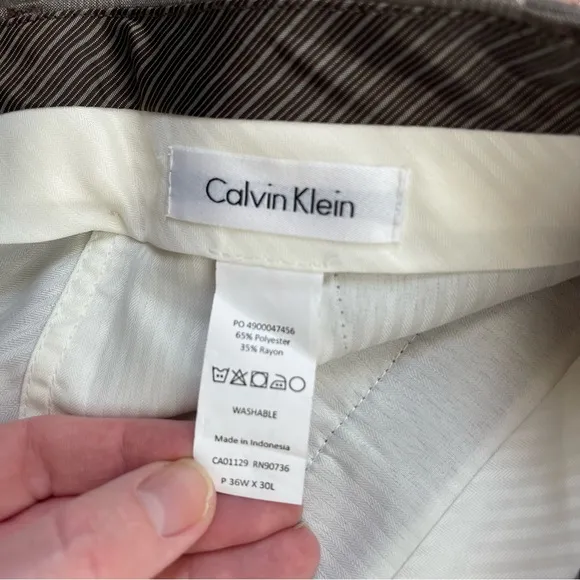 Calvin Klein
PO 4900047456
65% Polyester
35% Rayon
WASHABLE
Made in Indonesia
CA01129 RN90736
P 36W X 30L